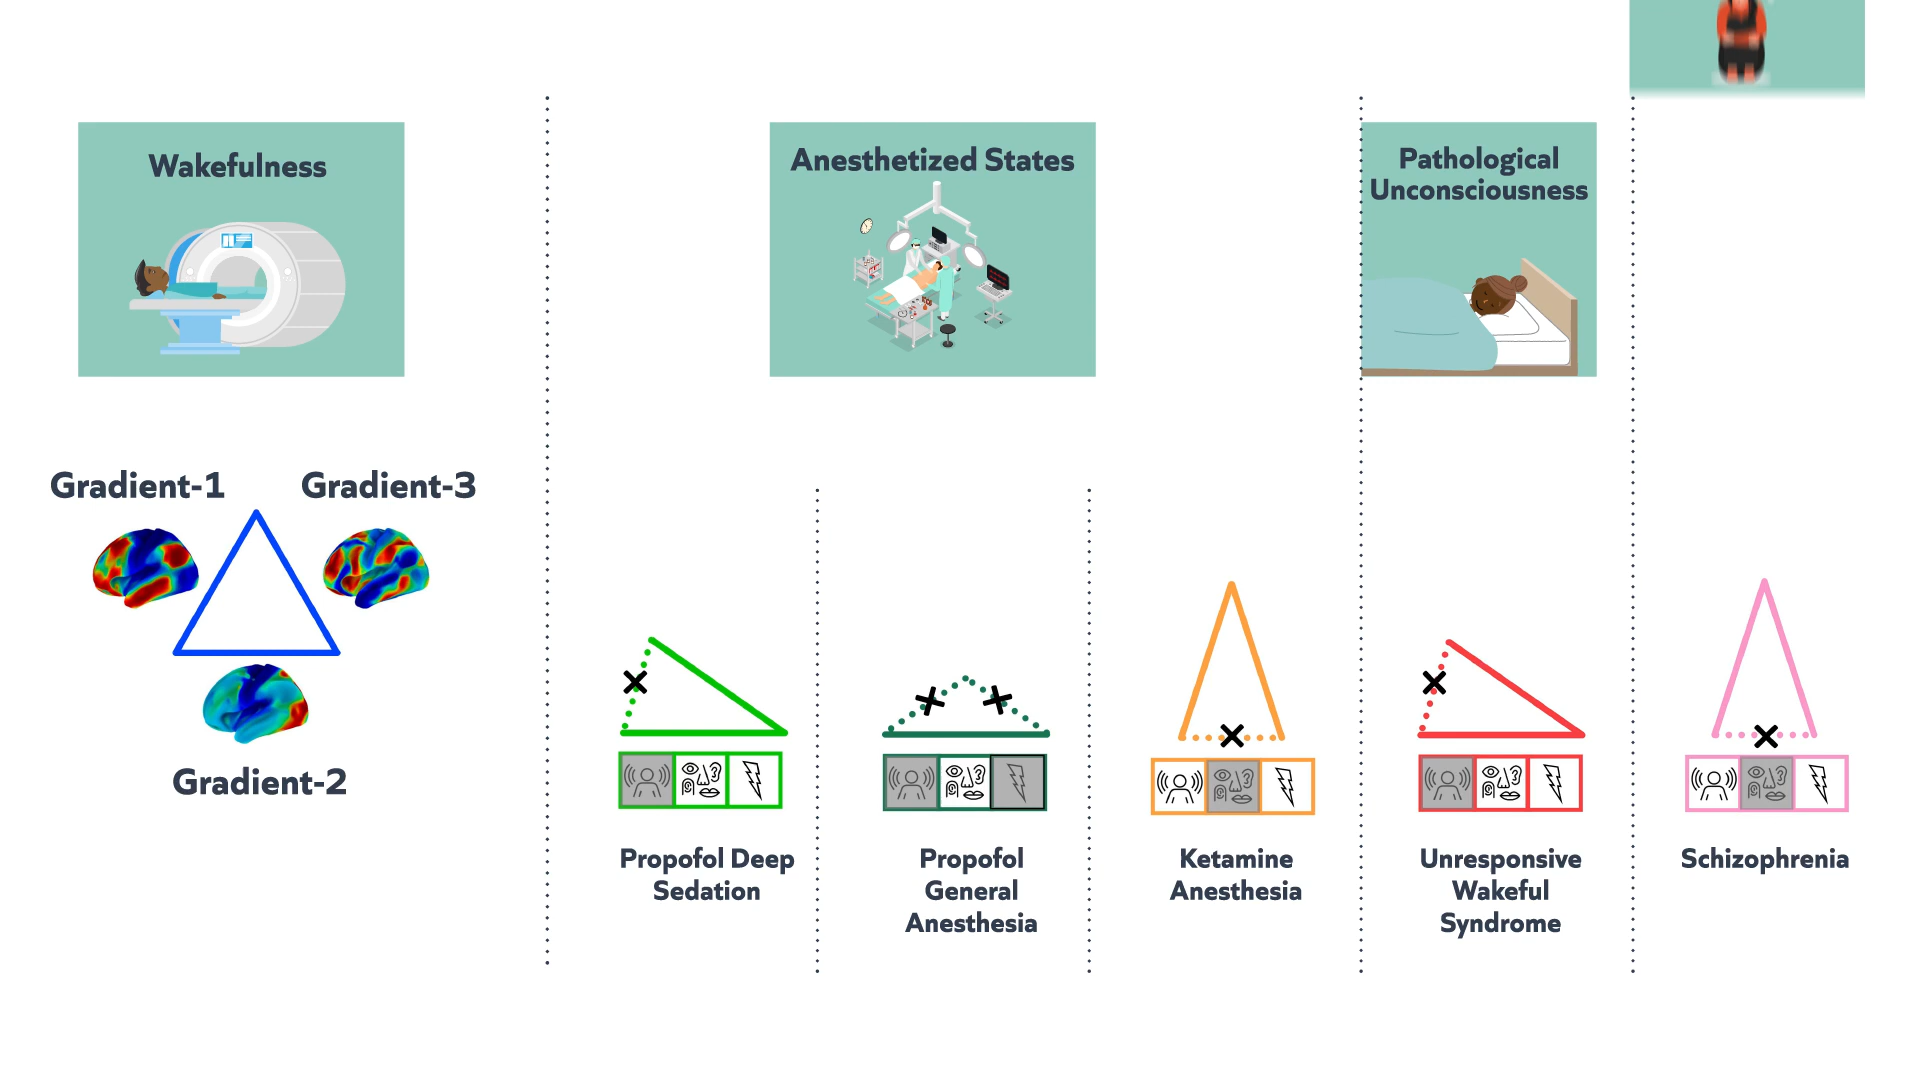 Wakefulness
Anesthetized States
Pathological
Unconsciousness
Gradient-1
Gradient-3
Gradient-2
Propofol Deep
Sedation
Propofol
General
Anesthesia
Ketamine
Anesthesia
Unresponsive
Wakeful
Syndrome
Schizophrenia